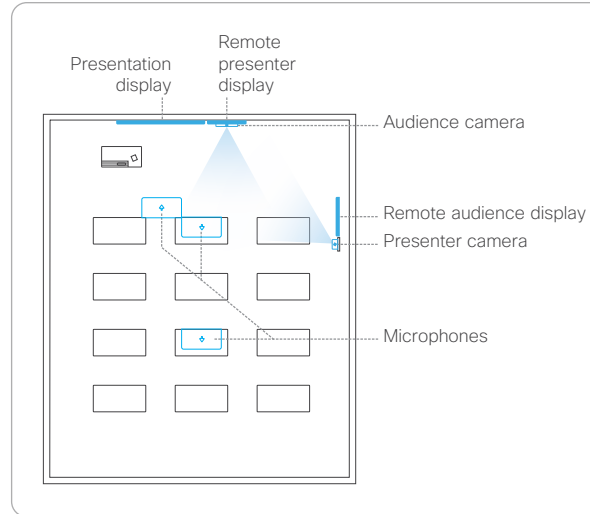 Presentation
display
Remote
presenter
display
Audience camera
Remote audience display
Presenter camera
Microphones